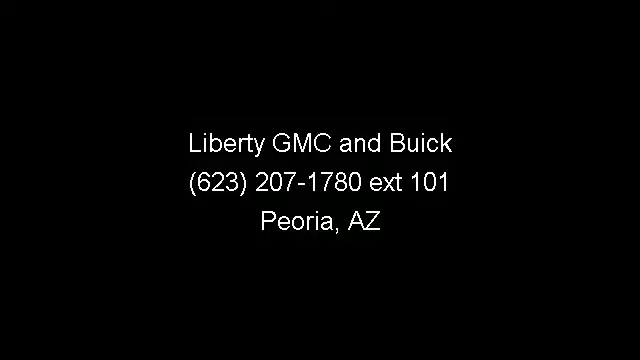 Liberty GMC and Buick
(623) 207-1780 ext 101
Peoria, AZ